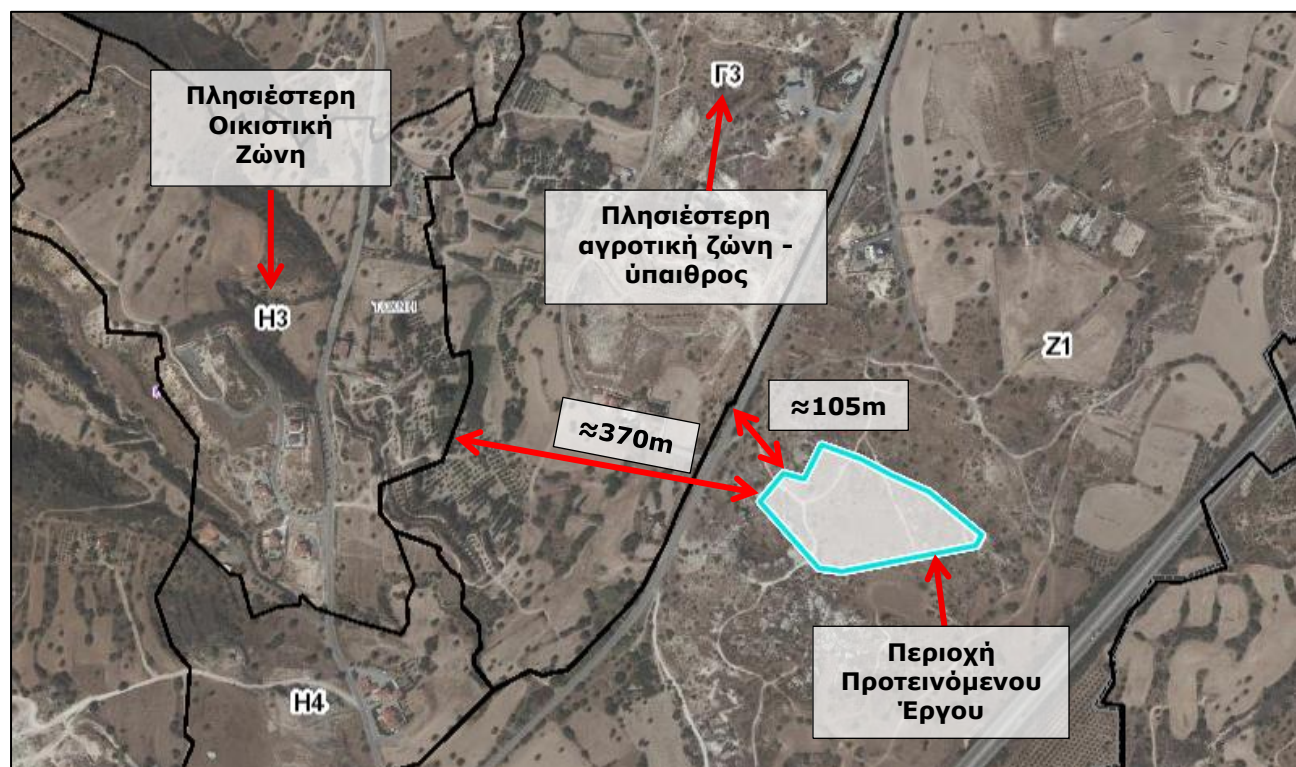 Πλησιέστερη
Οικιστική
Ζώνη
Γ3
Πλησιέστερη
αγροτική ζώνη -
ύπαιθρος
Η3
Ζ1
≈105m
≈370m
Περιοχή
Προτεινόμενου
Έργου
Η4